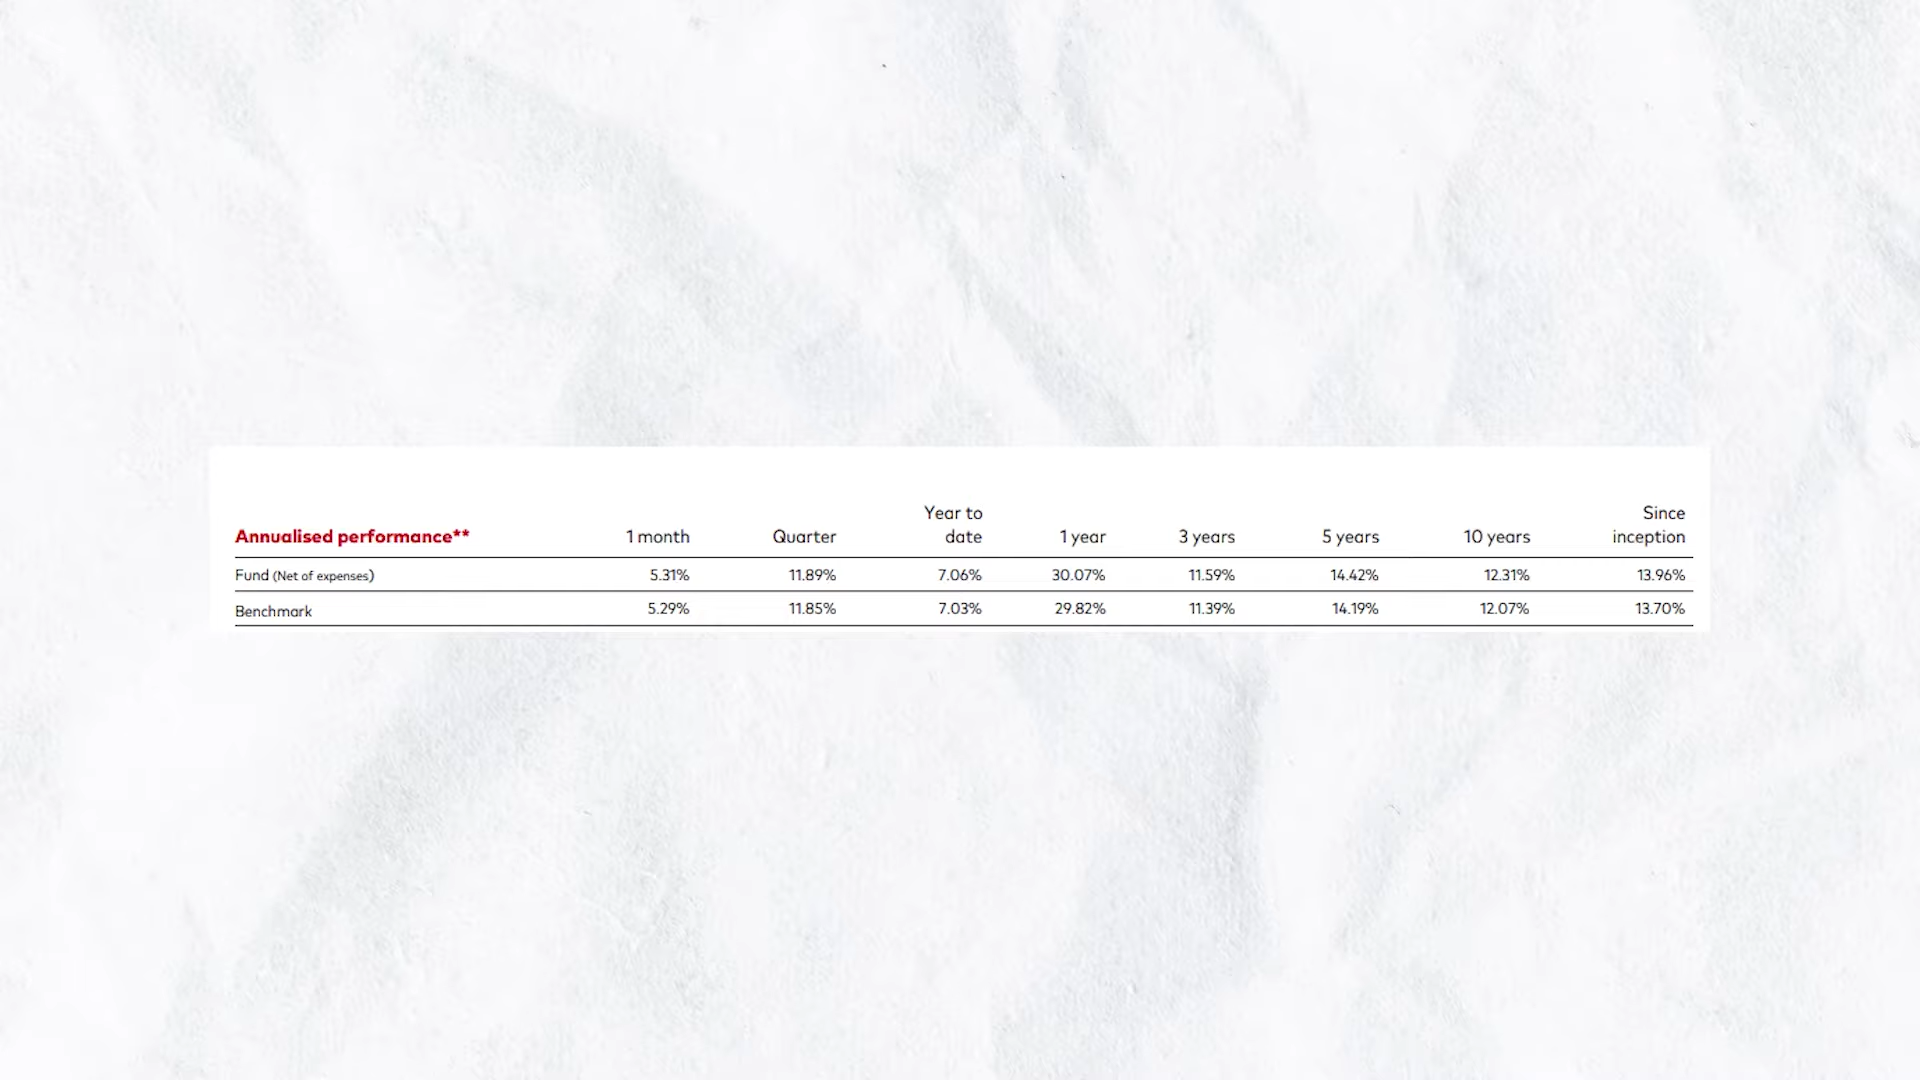 Annualised performance** 1 month Quarter Year to date 1 year 3 years 5 years 10 years Since inception
Fund (Net of expenses) 5.31% 11.89% 7.06% 30.07% 11.59% 14.42% 12.31% 13.96%
Benchmark 5.29% 11.85% 7.03% 29.82% 11.39% 14.19% 12.07% 13.70%